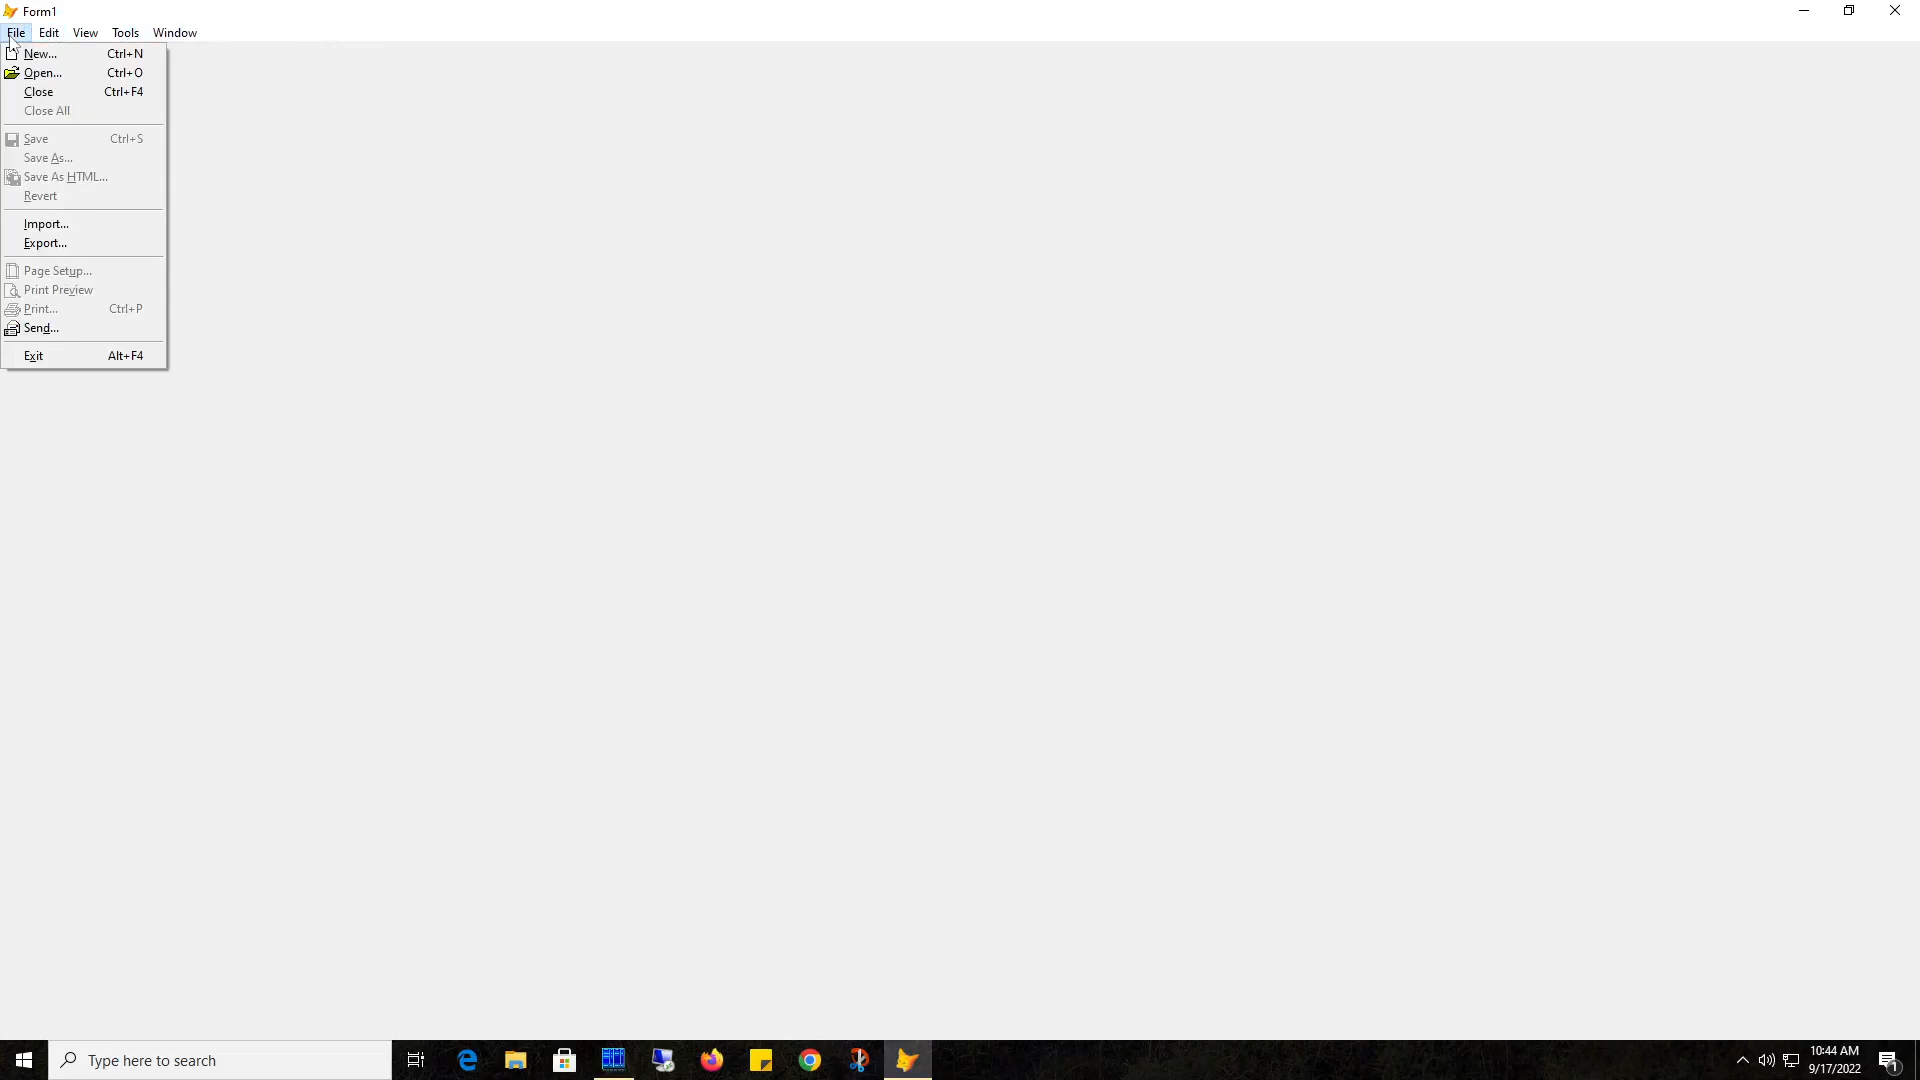 Form1
File Edit View Tools Window
New... Ctrl+N
Open... Ctrl+O
Close Ctrl+F4
Close All
Save Ctrl+S
Save As...
Save As HTML...
Revert
Import...
Export...
Page Setup...
Print Preview
Print... Ctrl+P
Send...
Exit Alt+F4
Type here to search
10:44 AM
9/17/2022
1